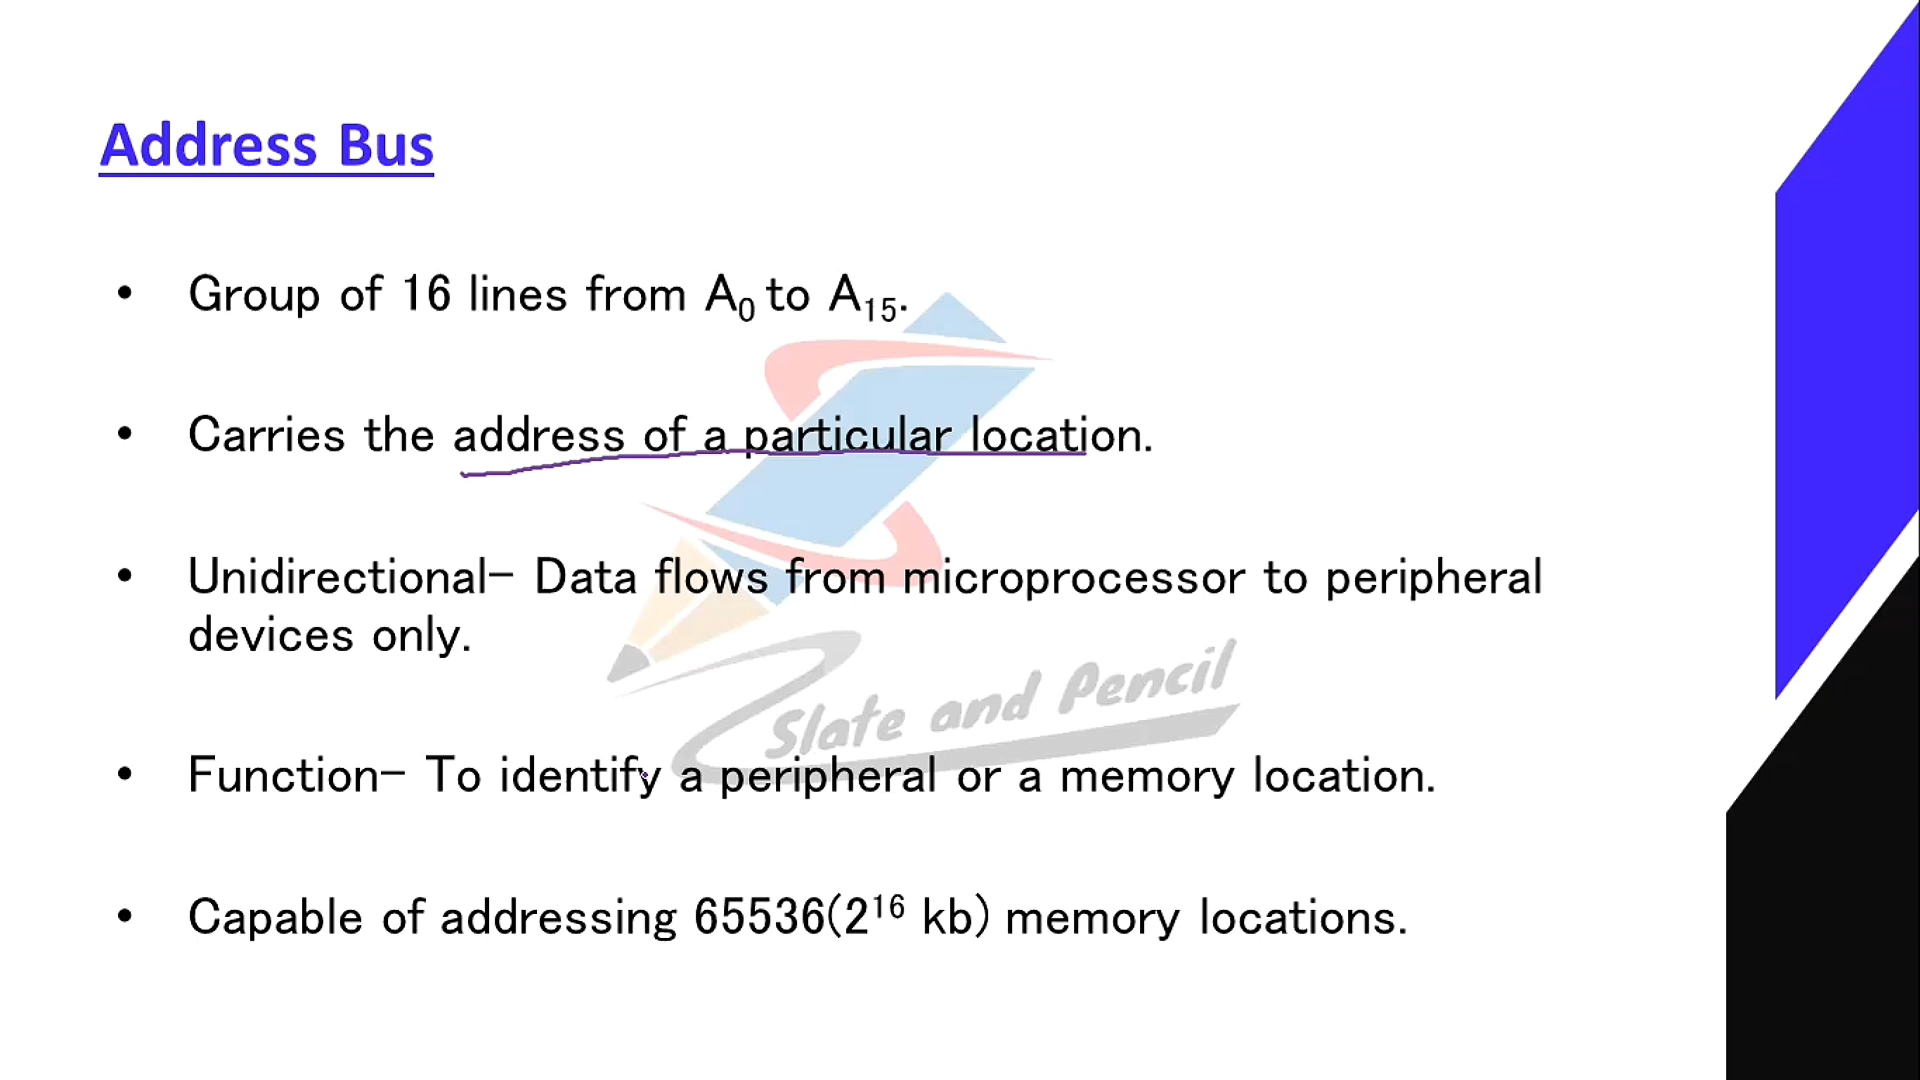 Address Bus
• Group of 16 lines from A₀ to A₁₅.
• Carries the address of a particular location.
• Unidirectional- Data flows from microprocessor to peripheral
devices only.
Slate and Pencil
• Function- To identify a peripheral or a memory location.
• Capable of addressing 65536(2¹⁶ kb) memory locations.